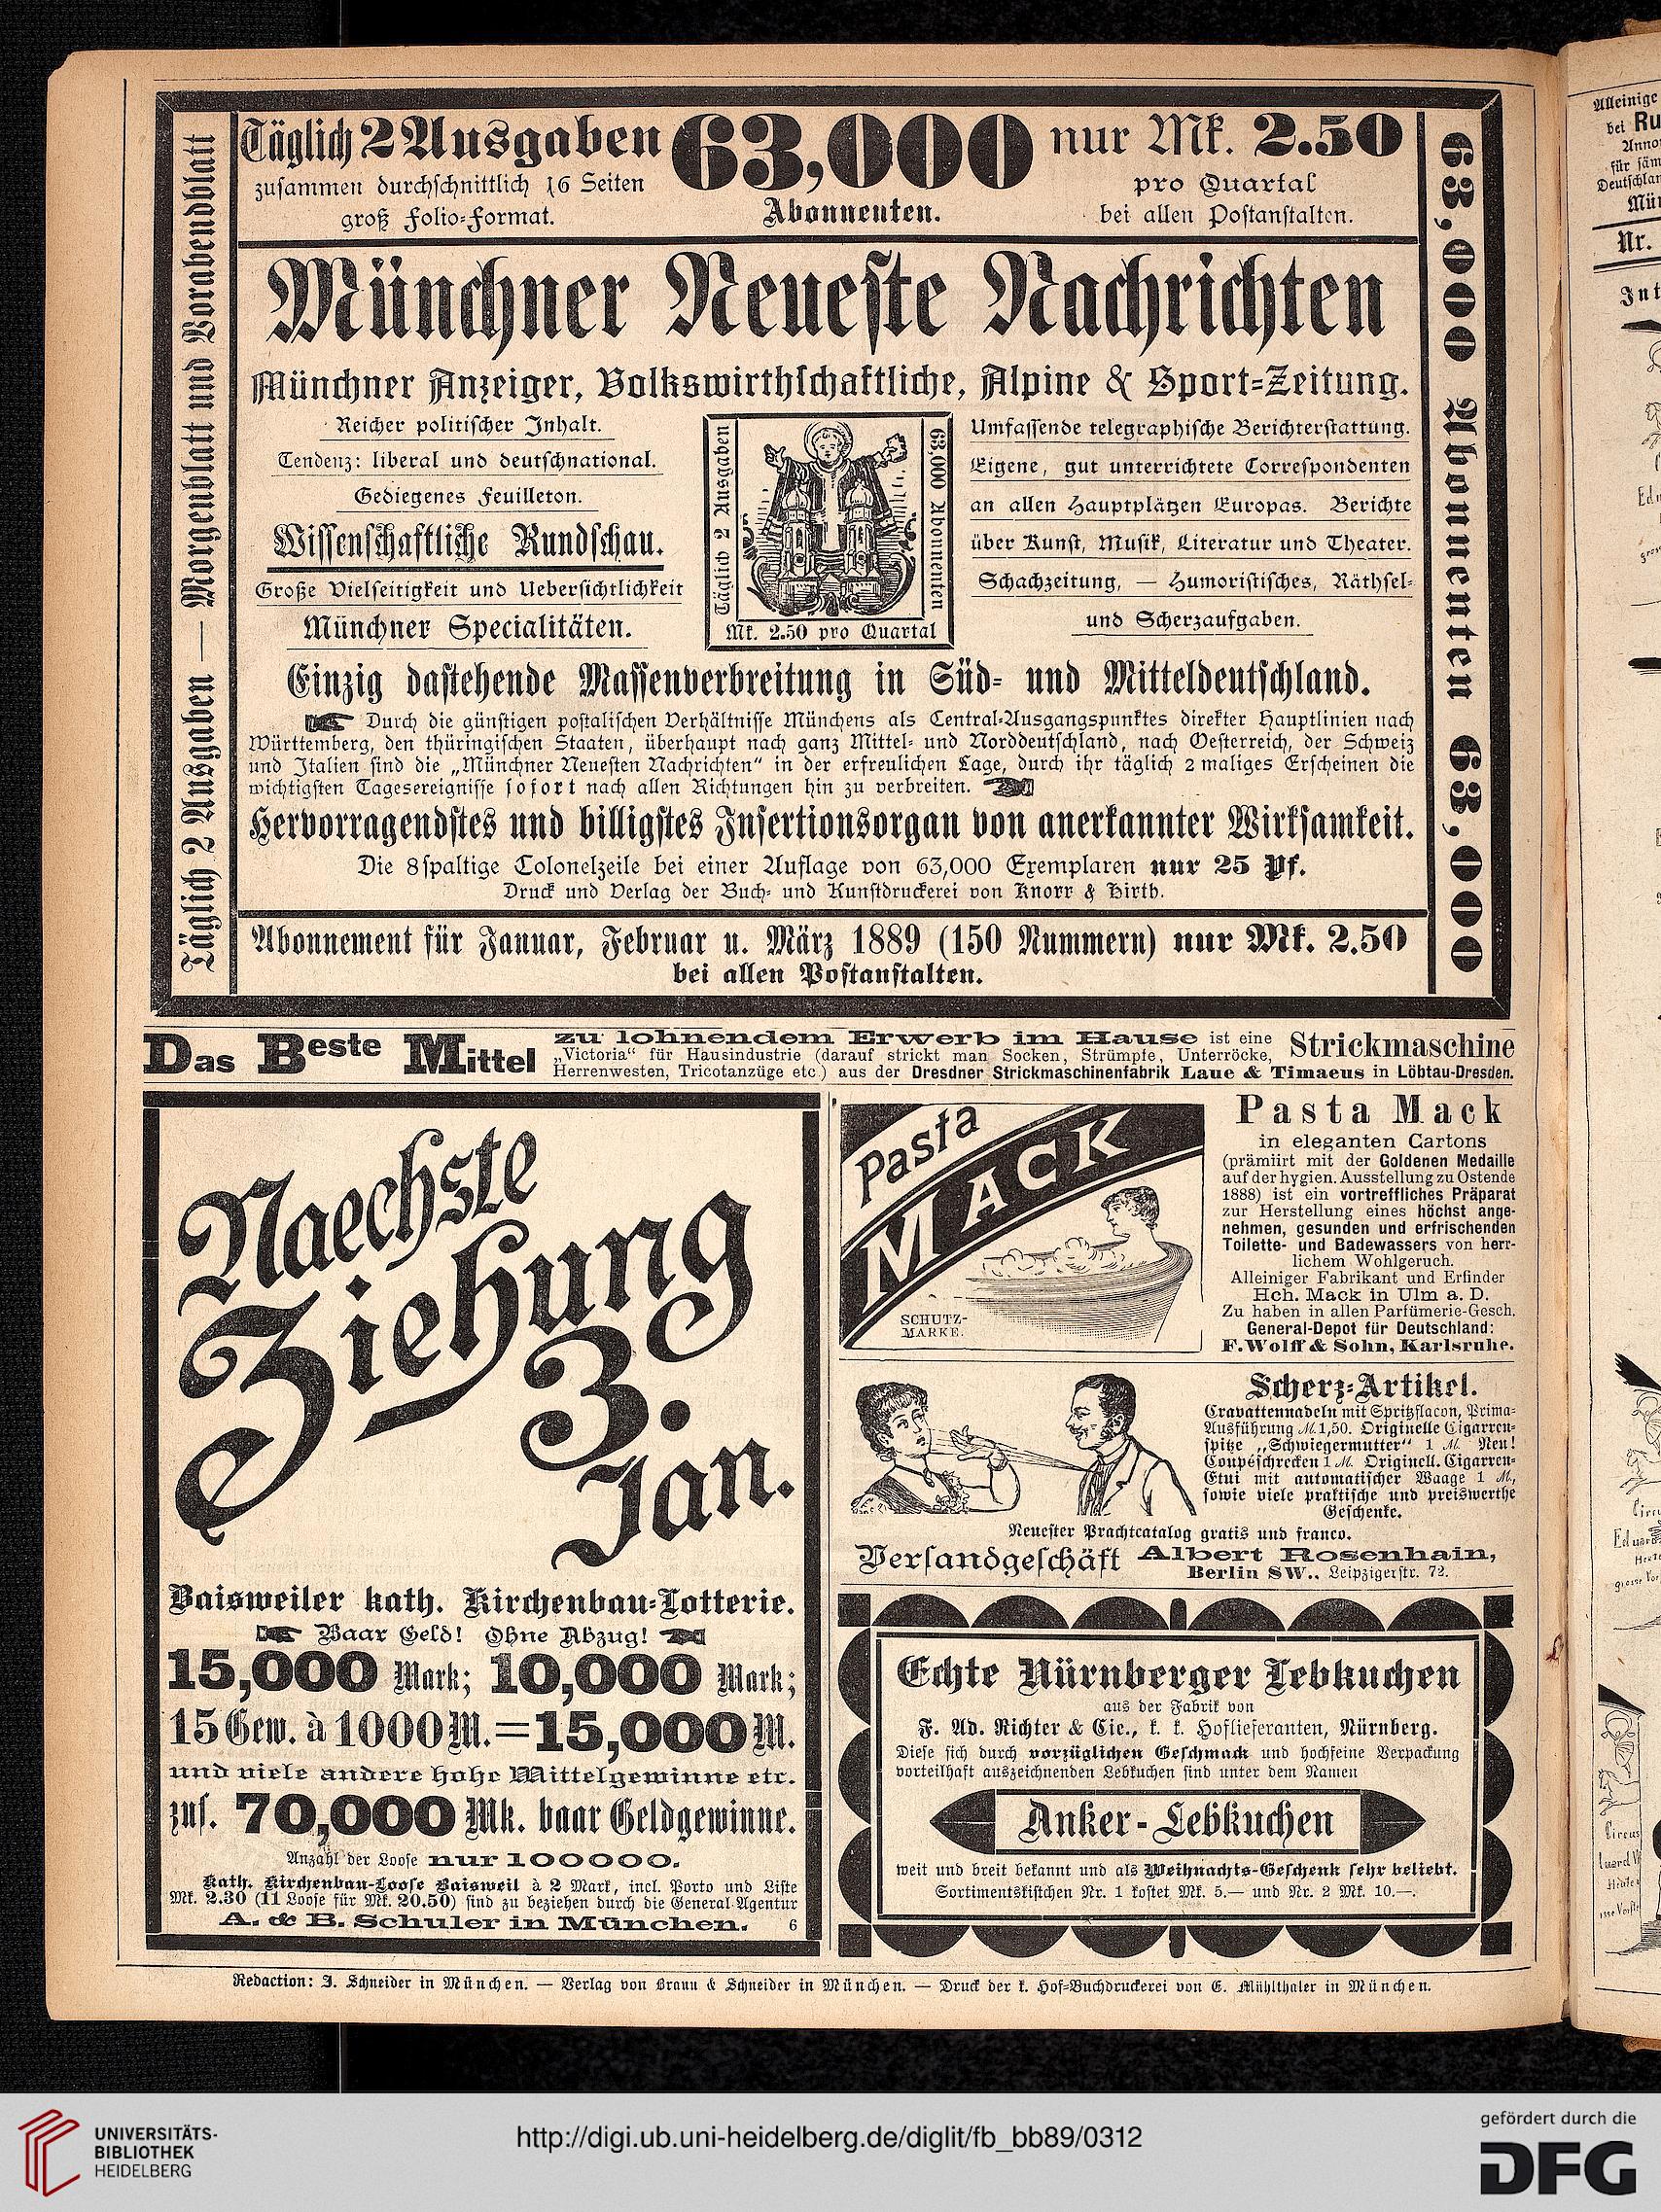 Täglich 2 Ausgaben
zusammen durchschnittlich 16 Seiten
groß Folio-Format.
63,000
Abonnenten.
nur Mk. 2.50
pro Quartal
bei allen Postanstalten.
Täglich 2 Ausgaben — Morgenblatt und Vorabendblatt
63,000 Abonnenten 63,000
Münchner Neueste Nachrichten
Münchner Anzeiger, Volkswirthschaftliche, Alpine & Sport-Zeitung.
Reicher politischer Inhalt.
Tendenz: liberal und deutschnational.
Gediegenes Feuilleton.
Wissenschaftliche Rundschau.
Große Vielseitigkeit und Uebersichtlichkeit
Münchner Specialitäten.
Täglich 2 Ausgaben
63,000 Abonnenten
Mk. 2.50 pro Quartal
Umfassende telegraphische Berichterstattung.
Eigene, gut unterrichtete Correspondenten
an allen Hauptplätzen Europas. Berichte
über Kunst, Musik, Literatur und Theater.
Schachzeitung, — Humoristisches, Räthsel-
und Scherzaufgaben.
Einzig dastehende Massenverbreitung in Süd- und Mitteldeutschland.
Durch die günstigen postalischen Verhältnisse Münchens als Central-Ausgangspunktes direkter Hauptlinien nach
Württemberg, den thüringischen Staaten, überhaupt nach ganz Mittel- und Norddeutschland, nach Oesterreich, der Schweiz
und Italien sind die „Münchner Neuesten Nachrichten“ in der erfreulichen Lage, durch ihr täglich 2 maliges Erscheinen die
wichtigsten Tagesereignisse sofort nach allen Richtungen hin zu verbreiten.
Hervorragendstes und billigstes Insertionsorgan von anerkannter Wirksamkeit.
Die 8spaltige Colonelzeile bei einer Auflage von 63,000 Exemplaren nur 25 Pf.
Druck und Verlag der Buch- und Kunstdruckerei von Knorr & Hirth.
Abonnement für Januar, Februar u. März 1889 (150 Nummern) nur Mk. 2.50
bei allen Postanstalten.
Das Beste Mittel
zu lohnendem Erwerb im Hause ist eine Strickmaschine
„Victoria“ für Hausindustrie (darauf strickt man Socken, Strümpfe, Unterröcke,
Herrenwesten, Tricotanzüge etc.) aus der Dresdner Strickmaschinenfabrik Laue & Timaeus in Löbtau-Dresden.
Naechste
Ziehung
3.
Jan.
Baisweiler kath. Kirchenbau-Lotterie.
Baar Geld! Ohne Abzug!
15,000 Mark; 10,000 Mark;
15 Gew. à 1000 M. = 15,000 M.
und viele andere hohe Mittelgewinne etc.
zus. 70,000 Mk. baar Geldgewinne.
Anzahl der Loose nur 100000.
Kath. Kirchenbau-Loose Baisweil à 2 Mark, incl. Porto und Liste
Mk. 2.30 (11 Loose für Mk. 20.50) sind zu beziehen durch die General-Agentur
A. & B. Schuler in München. 6
Pasta
MACK
SCHUTZ-
MARKE.
Pasta Mack
in eleganten Cartons
(prämiirt mit der Goldenen Medaille
auf der hygien. Ausstellung zu Ostende
1888) ist ein vortreffliches Präparat
zur Herstellung eines höchst ange-
nehmen, gesunden und erfrischenden
Toilette- und Badewassers von herr-
lichem Wohlgeruch.
Alleiniger Fabrikant und Erfinder
Hch. Mack in Ulm a. D.
Zu haben in allen Parfümerie-Gesch.
General-Depot für Deutschland:
F. Wolff & Sohn, Karlsruhe.
Scherz-Artikel.
Cravattennadeln mit Spritzflacon, Prima-
Ausführung M. 1,50. Originelle Cigarren-
spitze „Schwiegermutter“ 1 M. Neu!
Coupéschrecken 1 M. Originell. Cigarren-
Etui mit automatischer Waage 1 M.,
sowie viele praktische und preiswerthe
Geschenke.
Neuester Prachtcatalog gratis und franco.
Versandgeschäft Albert Rosenhain,
Berlin SW., Leipzigerstr. 72.
Echte Nürnberger Lebkuchen
aus der Fabrik von
F. Ad. Richter & Cie., k. k. Hoflieferanten, Nürnberg.
Diese sich durch vorzüglichen Geschmack und hochfeine Verpackung
vorteilhaft auszeichnenden Lebkuchen sind unter dem Namen
Anker-Lebkuchen
weit und breit bekannt und als Weihnachts-Geschenk sehr beliebt.
Sortimentskistchen Nr. 1 kostet Mk. 5.— und Nr. 2 Mk. 10.—.
Redaction: J. Schneider in München. — Verlag von Braun & Schneider in München. — Druck der k. Hof-Buchdruckerei von E. Mühlthaler in München.
Alleinige
bei Ru
für säm
Nr.
UNIVERSITÄTS-
BIBLIOTHEK
HEIDELBERG
http://digi.ub.uni-heidelberg.de/diglit/fb_bb89/0312
gefördert durch die
DFG